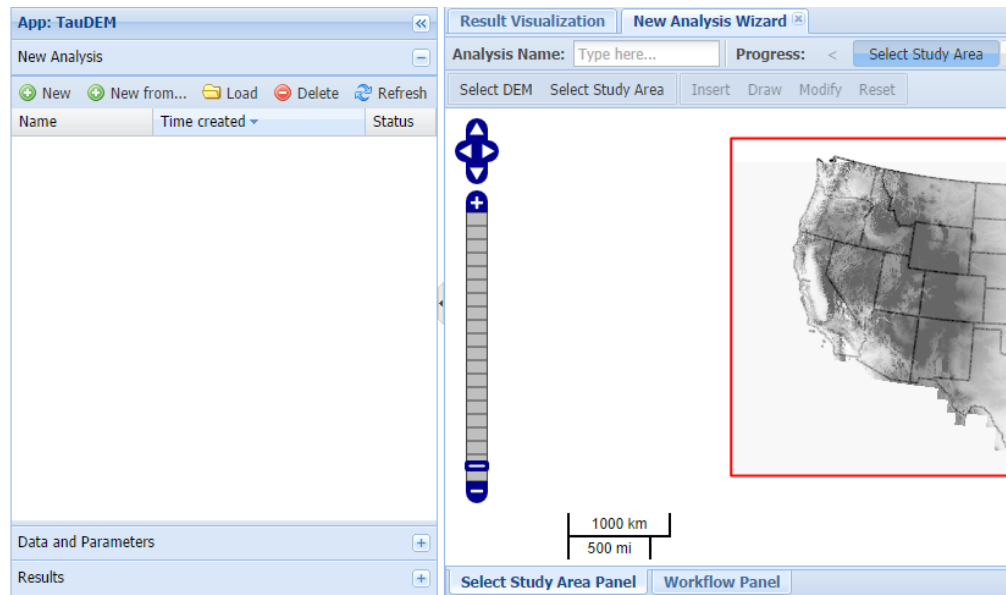 App: TauDEM
New Analysis
New New from... Load Delete Refresh
Name Time created Status
Data and Parameters
Results
Result Visualization New Analysis Wizard
Analysis Name: Type here... Progress: < Select Study Area
Select DEM Select Study Area Insert Draw Modify Reset
1000 km
500 mi
Select Study Area Panel Workflow Panel